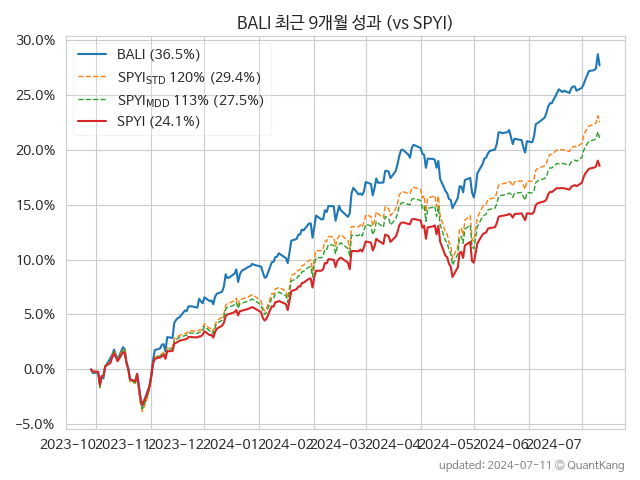 BALI 최근 9개월 성과 (vs SPYI)
30.0%
25.0%
20.0%
15.0%
10.0%
5.0%
0.0%
−5.0%
BALI (36.5%)
SPYI_STD 120% (29.4%)
SPYI_MDD 113% (27.5%)
SPYI (24.1%)
2023-10 2023-11 2023-12 2024-01 2024-02 2024-03 2024-04 2024-05 2024-06 2024-07
updated: 2024-07-11 © QuantKang